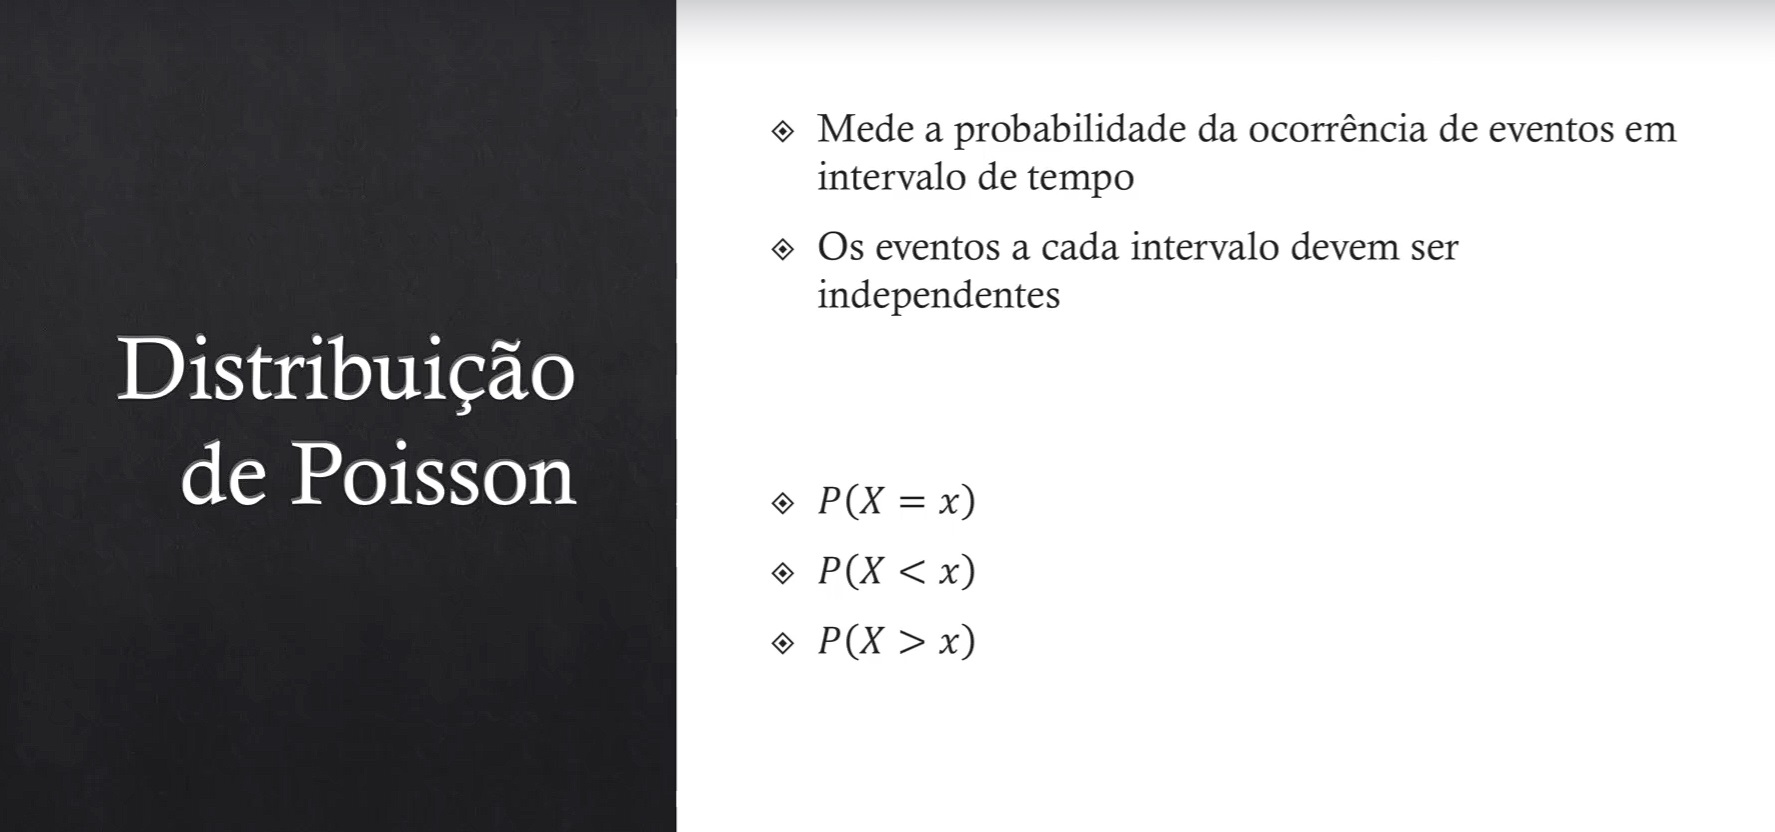 Distribuição
de Poisson
Mede a probabilidade da ocorrência de eventos em
intervalo de tempo
Os eventos a cada intervalo devem ser
independentes
P(X = x)
P(X < x)
P(X > x)